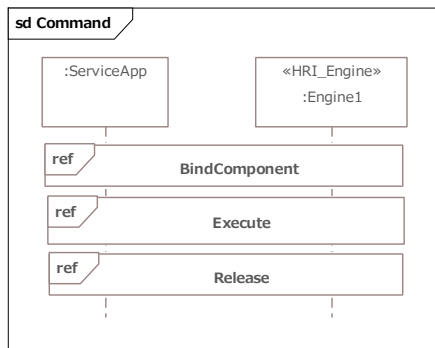 sd Command
:ServiceApp
«HRI_Engine»
:Engine1
ref
BindComponent
ref
Execute
ref
Release